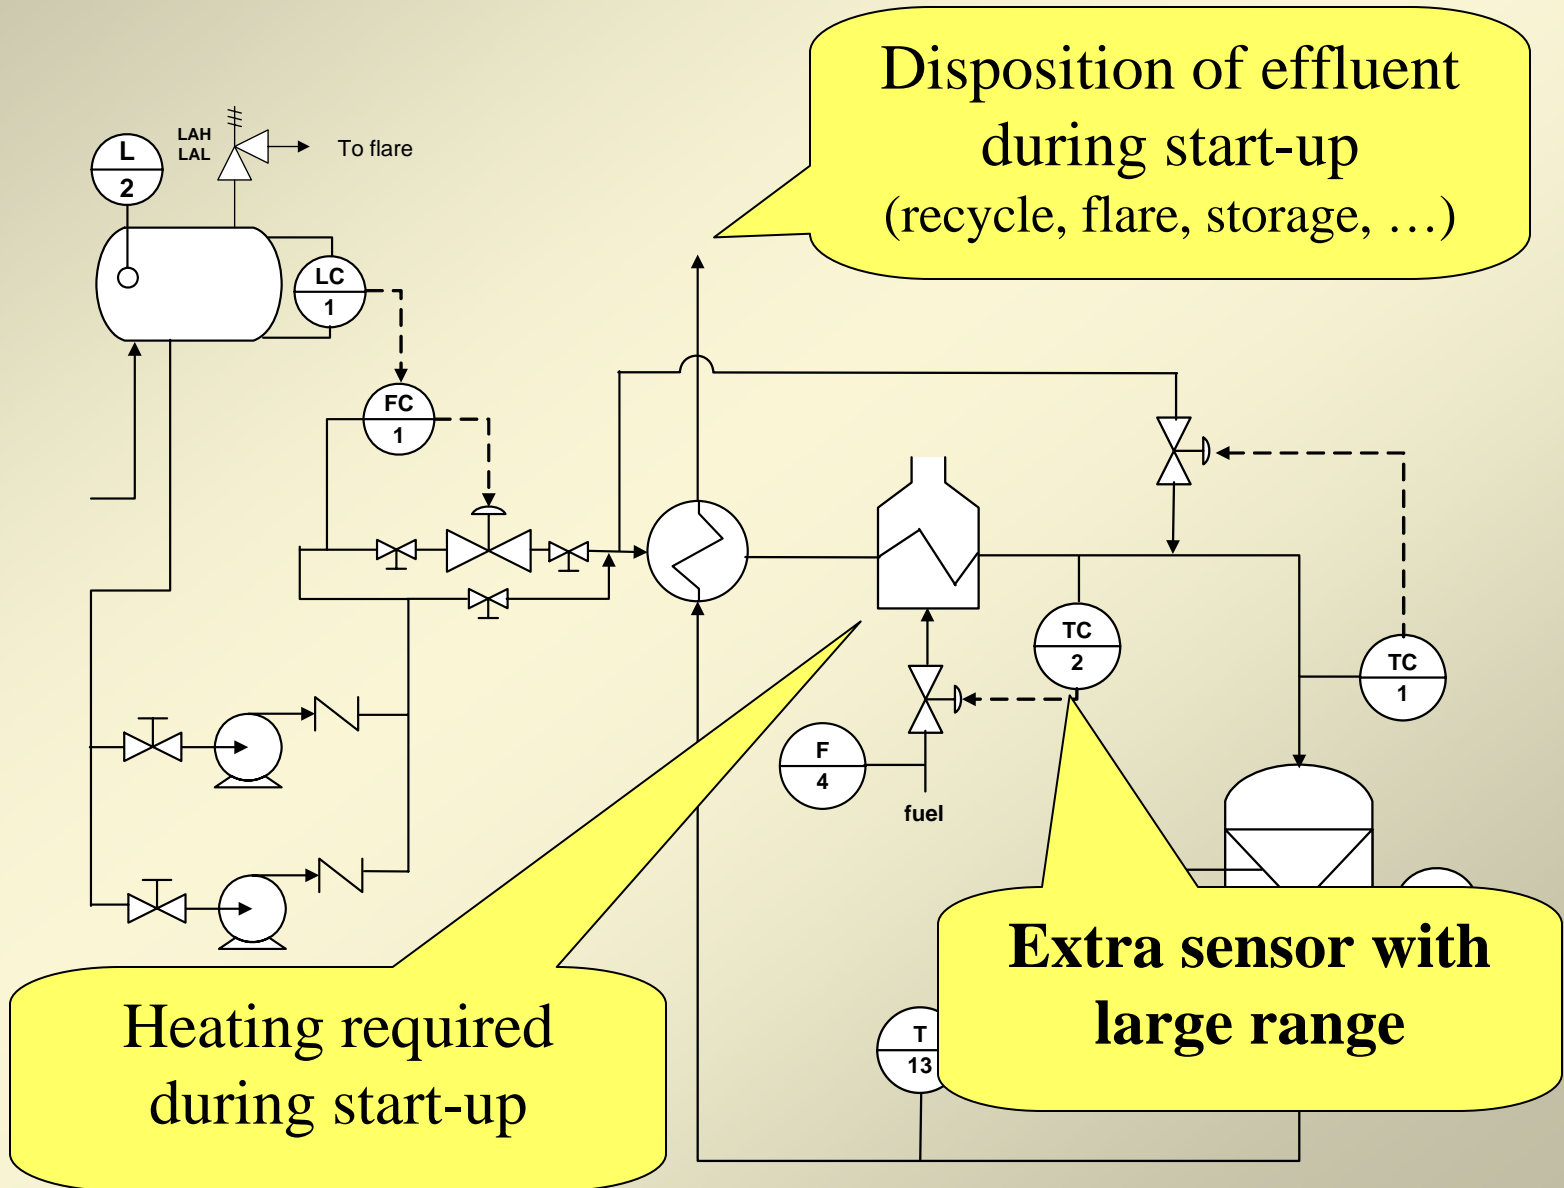 Disposition of effluent
during start-up
(recycle, flare, storage, …)
LAH
LAL
To flare
L
2
LC
1
FC
1
TC
2
TC
1
F
4
fuel
Extra sensor with
large range
Heating required
during start-up
T
13